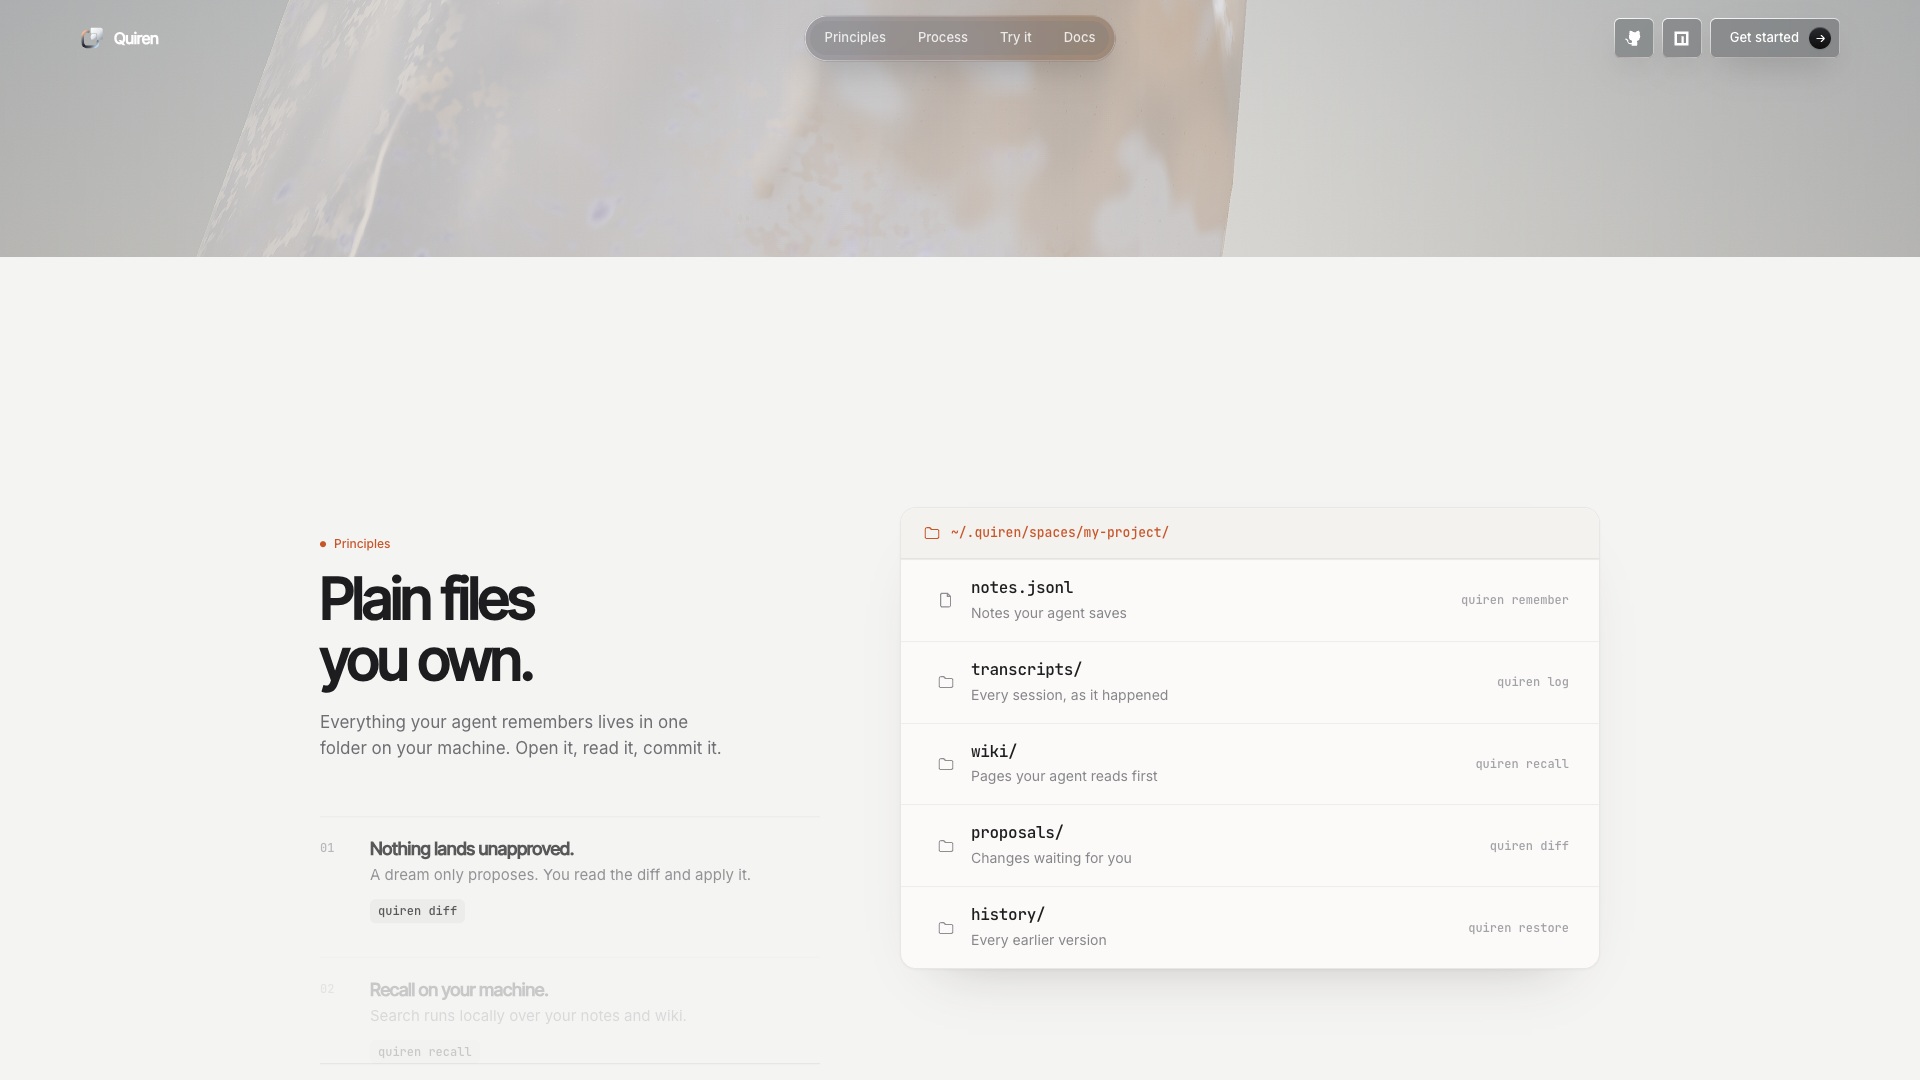 Quiren
Principles
Process
Try it
Docs
Get started
Principles
Plain files
you own.
Everything your agent remembers lives in one
folder on your machine. Open it, read it, commit it.
01
Nothing lands unapproved.
A dream only proposes. You read the diff and apply it.
quiren diff
02
Recall on your machine.
Search runs locally over your notes and wiki.
quiren recall
~/.quiren/spaces/my-project/
notes.jsonl
Notes your agent saves
quiren remember
transcripts/
Every session, as it happened
quiren log
wiki/
Pages your agent reads first
quiren recall
proposals/
Changes waiting for you
quiren diff
history/
Every earlier version
quiren restore